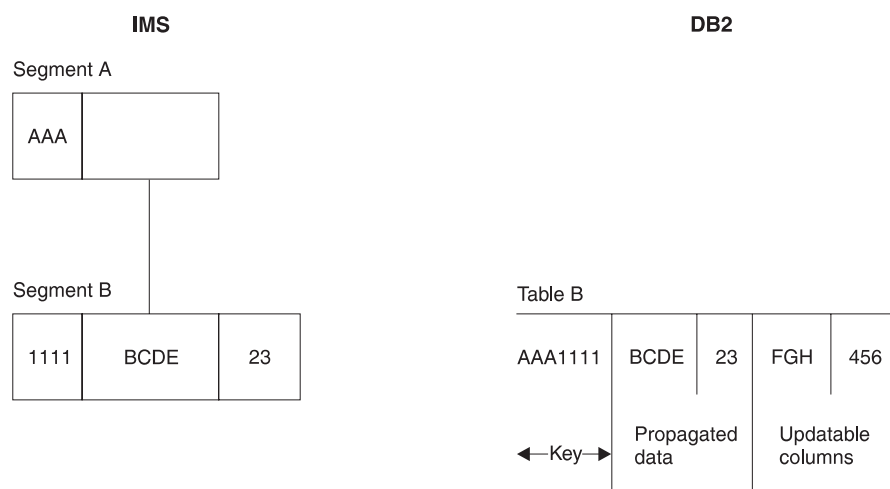 IMS
DB2
Segment A
AAA
Segment B
1111 BCDE 23
Table B
AAA1111 BCDE 23 FGH 456
Key
Propagated
data
Updatable
columns